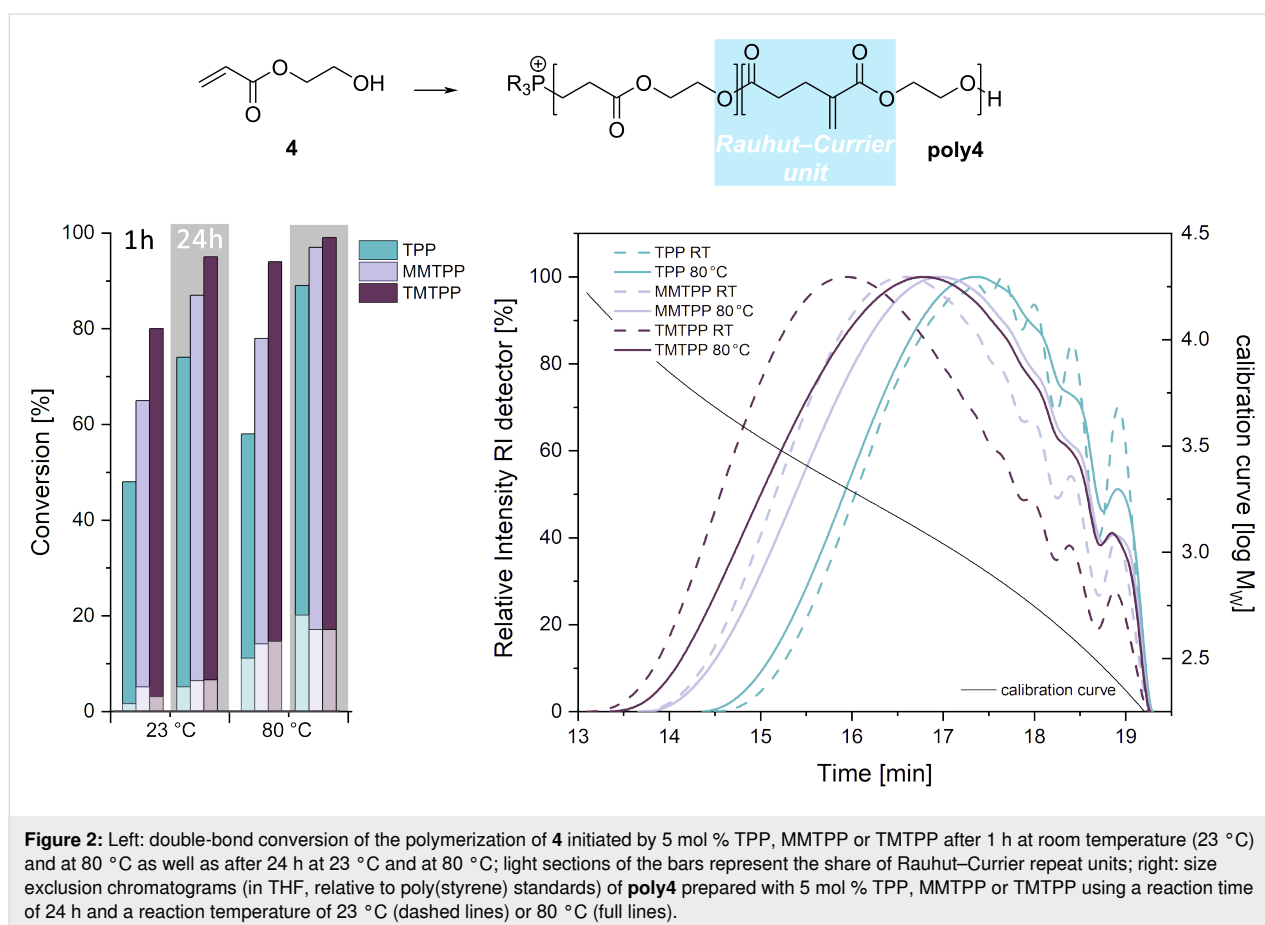 O
OH
O
4
R₃P
⊕
O
O
O
O
O
O
O
H
Rauhut–Currier
unit
poly4
Conversion [%]
100
80
60
40
20
0
1h
24h
TPP
MMTPP
TMTPP
23 °C
80 °C
Relative Intensity RI detector [%]
100
80
60
40
20
0
TPP RT
TPP 80°C
MMTPP RT
MMTPP 80°C
TMTPP RT
TMTPP 80°C
calibration curve
13 14 15 16 17 18 19
Time [min]
4.5
4.0
3.5
3.0
2.5
calibration curve [log M_W]
Figure 2: Left: double-bond conversion of the polymerization of 4 initiated by 5 mol % TPP, MMTPP or TMTPP after 1 h at room temperature (23 °C)
and at 80 °C as well as after 24 h at 23 °C and at 80 °C; light sections of the bars represent the share of Rauhut–Currier repeat units; right: size
exclusion chromatograms (in THF, relative to poly(styrene) standards) of poly4 prepared with 5 mol % TPP, MMTPP or TMTPP using a reaction time
of 24 h and a reaction temperature of 23 °C (dashed lines) or 80 °C (full lines).